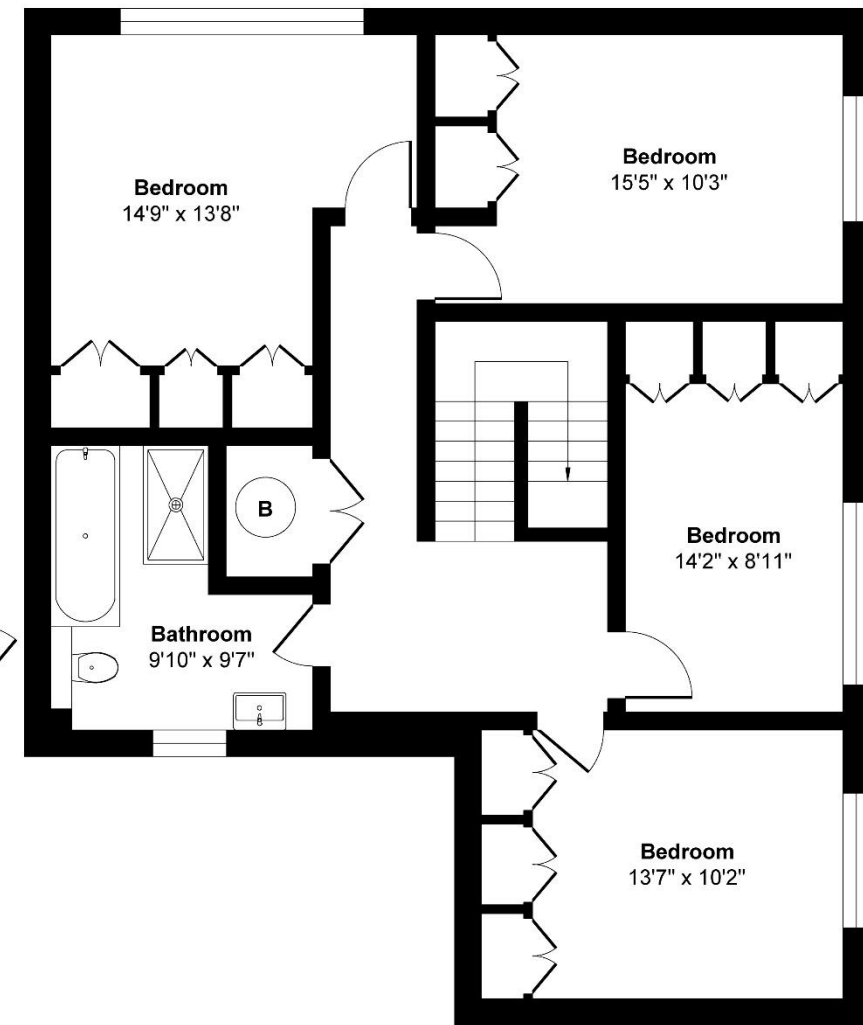 Bedroom
14'9" x 13'8"
Bedroom
15'5" x 10'3"
B
Bedroom
14'2" x 8'11"
Bathroom
9'10" x 9'7"
Bedroom
13'7" x 10'2"